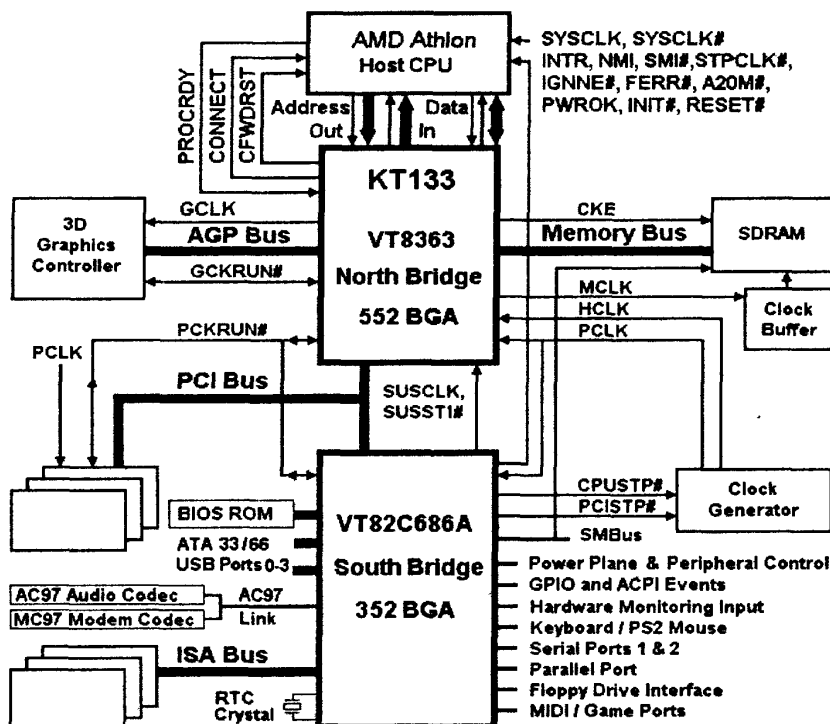 AMD Athlon
Host CPU
SYSCLK, SYSCLK#
INTR, NMI, SMI#,STPCLK#,
IGNNE#, FERR#, A20M#,
PWROK, INIT#, RESET#
PROCRDY
CONNECT
CFWDRST
Address
Out
Data
In
KT133
VT8363
North Bridge
552 BGA
3D
Graphics
Controller
GCLK
AGP Bus
GCKRUN#
CKE
Memory Bus
SDRAM
MCLK
HCLK
PCLK
Clock
Buffer
PCKRUN#
PCLK
PCI Bus
SUSCLK,
SUSSTI#
VT82C686A
South Bridge
352 BGA
CPUSTP#
PCISTP#
SMBus
Clock
Generator
BIOS ROM
ATA 33/66
USB Ports 0-3
AC97 Audio Codec
MC97 Modem Codec
AC97
Link
ISA Bus
RTC
Crystal
Power Plane & Peripheral Control
GPIO and ACPI Events
Hardware Monitoring Input
Keyboard / PS2 Mouse
Serial Ports 1 & 2
Parallel Port
Floppy Drive Interface
MIDI / Game Ports